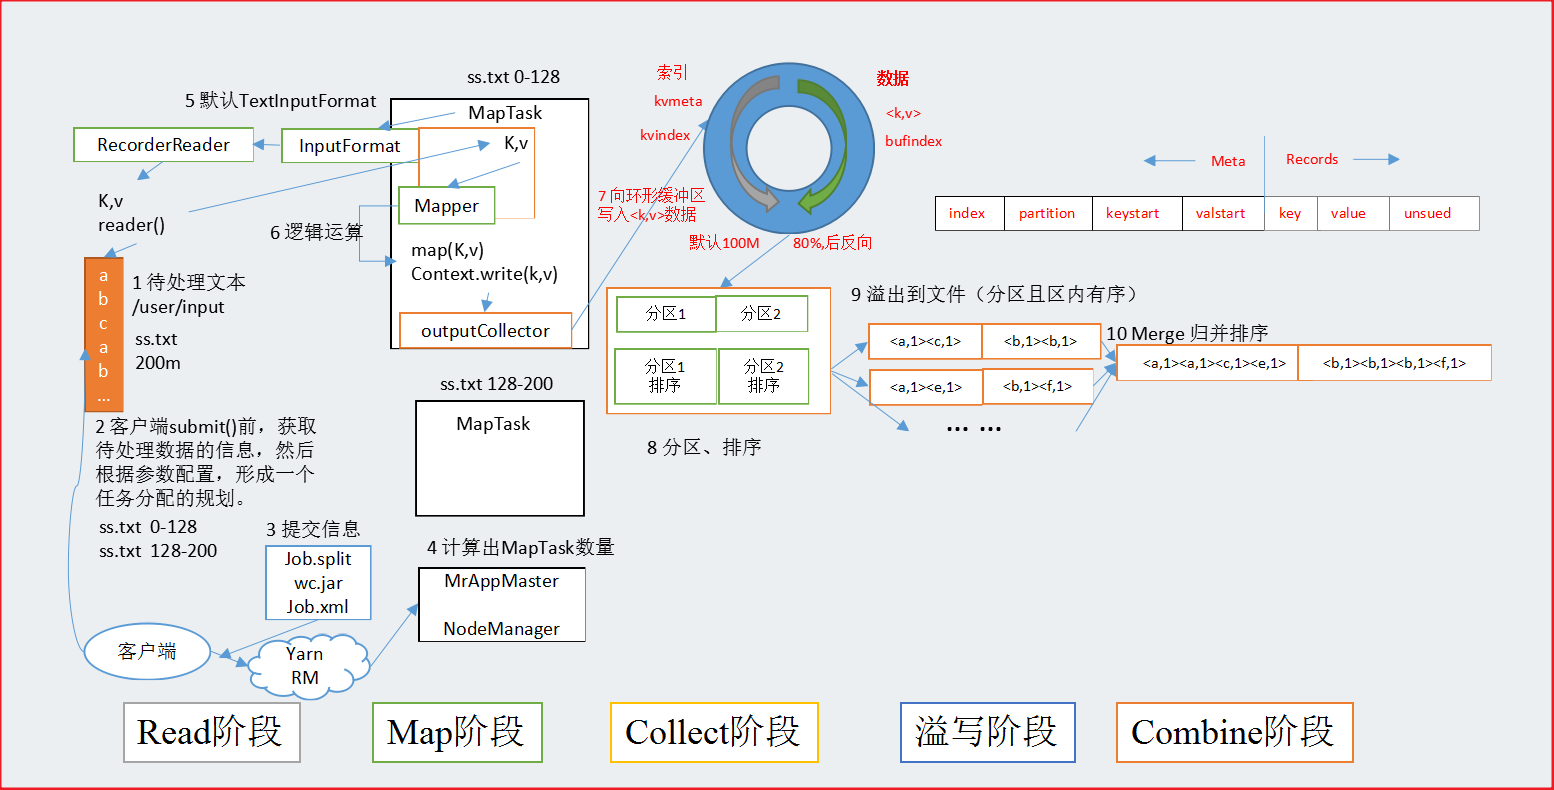 ss.txt 0-128
5 默认TextInputFormat
MapTask
RecorderReader
InputFormat
K,v
K,v
reader()
Mapper
6 逻辑运算
map(K,v)
Context.write(k,v)
outputCollector
索引
kvmeta
kvindex
数据
<k,v>
bufindex
7 向环形缓冲区
写入<k,v>数据
默认100M
80%,后反向
Meta
Records
index
partition
keystart
valstart
key
value
unsued
a
b
c
a
b
...
1 待处理文本
/user/input
ss.txt
200m
2 客户端submit()前，获取
待处理数据的信息，然后
根据参数配置，形成一个
任务分配的规划。
ss.txt 0-128
ss.txt 128-200
3 提交信息
Job.split
wc.jar
Job.xml
客户端
Yarn
RM
ss.txt 128-200
MapTask
4 计算出MapTask数量
MrAppMaster
NodeManager
分区1
分区2
分区1
排序
分区2
排序
8 分区、排序
9 溢出到文件（分区且区内有序）
<a,1><c,1>
<b,1><b,1>
<a,1><e,1>
<b,1><f,1>
... ...
10 Merge 归并排序
<a,1><a,1><c,1><e,1>
<b,1><b,1><b,1><f,1>
Read阶段
Map阶段
Collect阶段
溢写阶段
Combine阶段